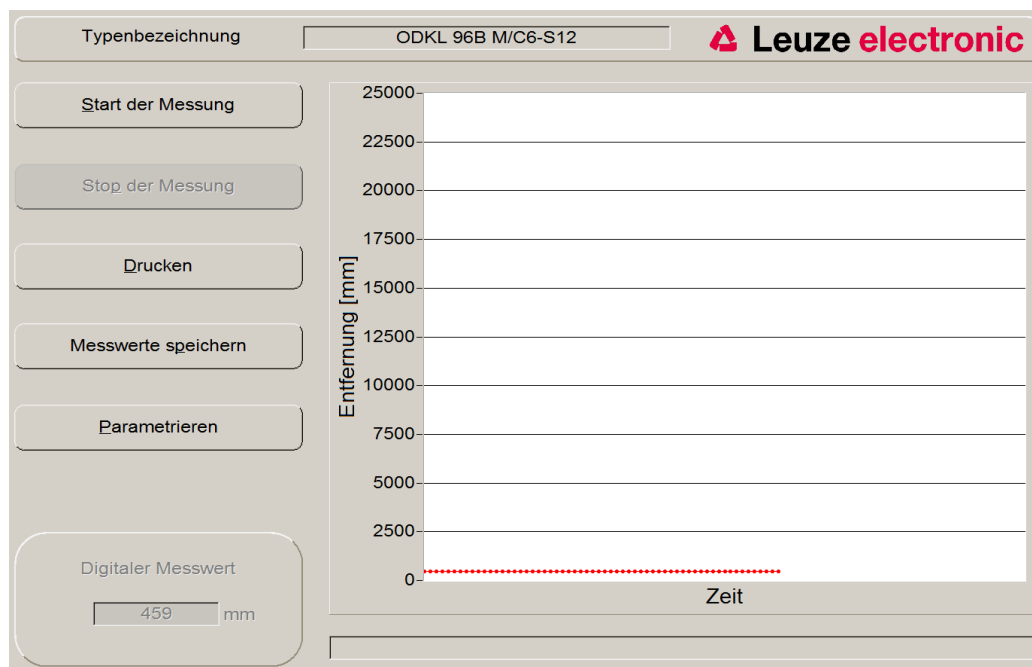 Typenbezeichnung ODKL 96B M/C6-S12 Leuze electronic
Start der Messung
Stop der Messung
Drucken
Messwerte speichern
Parametrieren
Digitaler Messwert
459 mm
Entfernung [mm]
25000
22500
20000
17500
15000
12500
10000
7500
5000
2500
0
Zeit